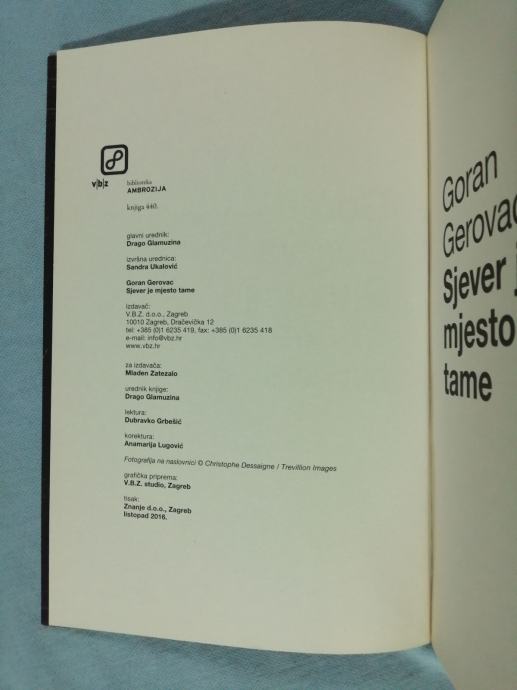 v|b|z
biblioteka
AMBROZIJA
knjiga 440.
glavni urednik:
Drago Glamuzina
izvršna urednica:
Sandra Ukalović
Goran Gerovac
Sjever je mjesto tame
izdavač:
V.B.Z. d.o.o., Zagreb
10010 Zagreb, Dračevička 12
tel: +385 (0)1 6235 419, fax: +385 (0)1 6235 418
e-mail: info@vbz.hr
www.vbz.hr
za izdavača:
Mladen Zatezalo
urednik knjige:
Drago Glamuzina
lektura:
Dubravko Grbešić
korektura:
Anamarija Lugović
Fotografija na naslovnici © Christophe Dessaigne / Trevillion Images
grafička priprema:
V.B.Z. studio, Zagreb
tisak:
Znanje d.o.o., Zagreb
listopad 2016.
Goran
Gerovac
Sjever j
mjesto
tame